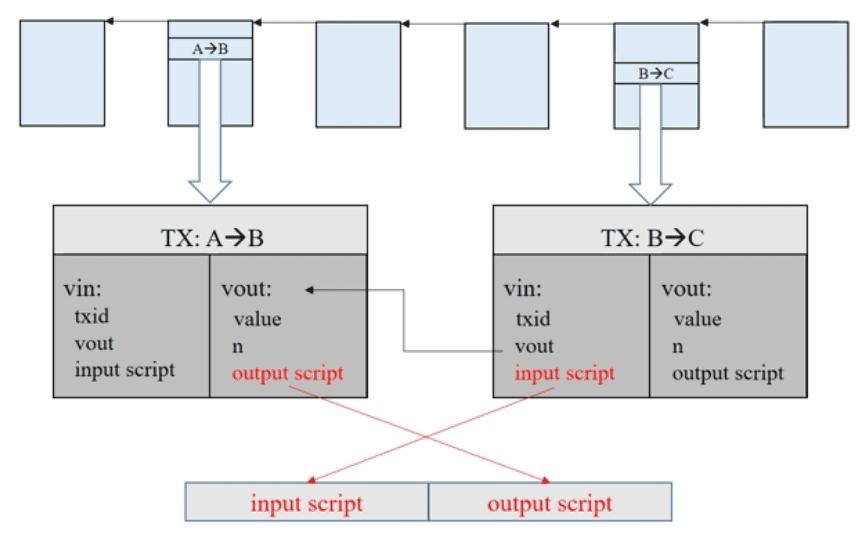 A→B
B→C
TX: A→B
vin:
txid
vout
input script
vout:
value
n
output script
TX: B→C
vin:
txid
vout
input script
vout:
value
n
output script
input script
output script